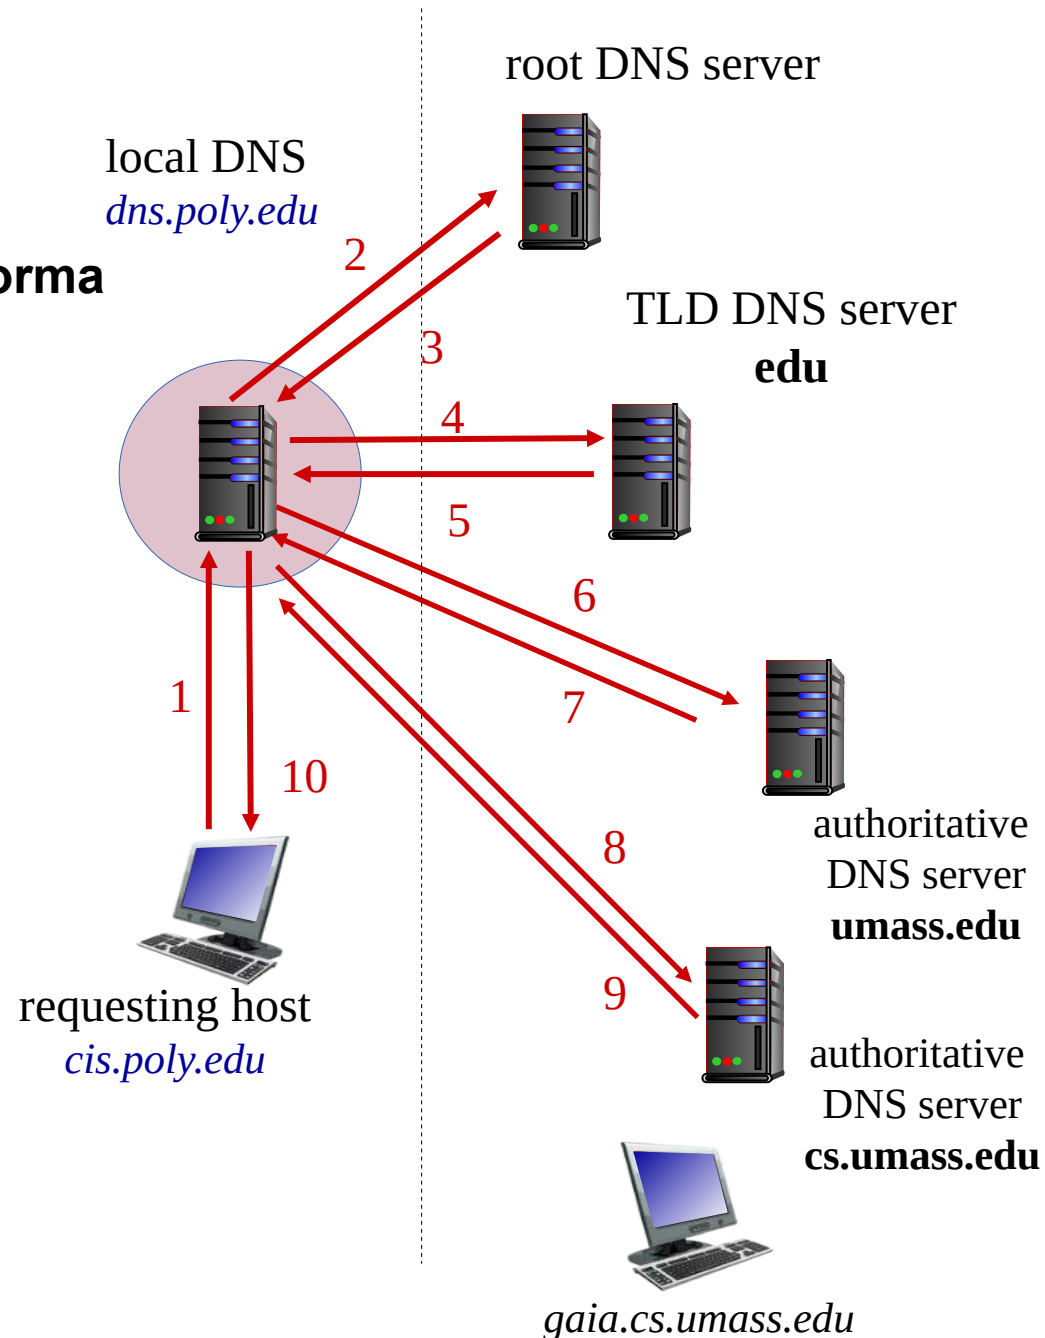 root DNS server
local DNS
dns.poly.edu
2
orma
TLD DNS server
edu
3
4
5
6
7
1
10
8
authoritative
DNS server
umass.edu
9
requesting host
cis.poly.edu
authoritative
DNS server
cs.umass.edu
gaia.cs.umass.edu